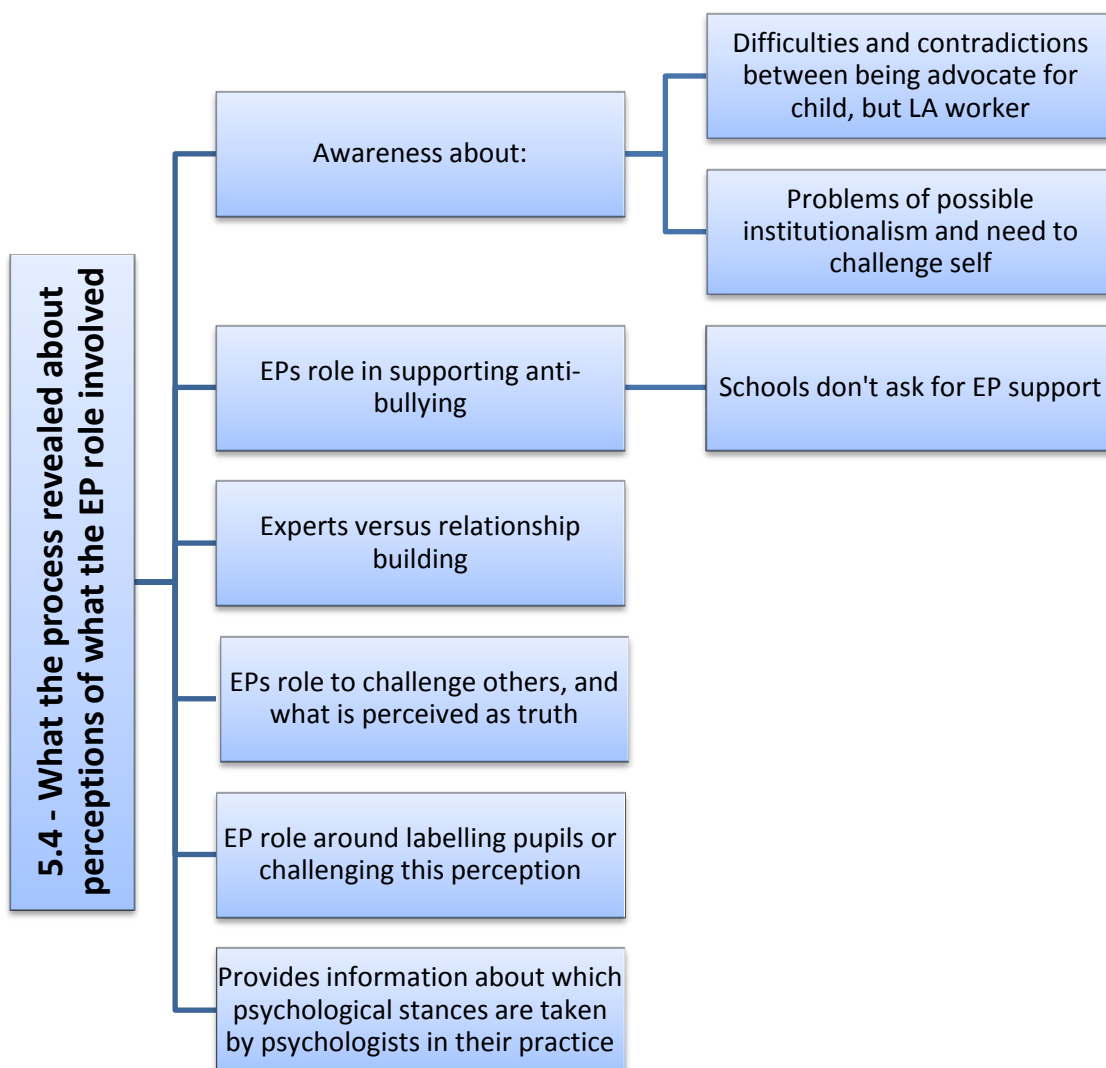 5.4 - What the process revealed about
perceptions of what the EP role involved
Awareness about:
Difficulties and contradictions
between being advocate for
child, but LA worker
Problems of possible
institutionalism and need to
challenge self
EPs role in supporting anti-
bullying
Schools don't ask for EP support
Experts versus relationship
building
EPs role to challenge others, and
what is perceived as truth
EP role around labelling pupils or
challenging this perception
Provides information about which
psychological stances are taken
by psychologists in their practice